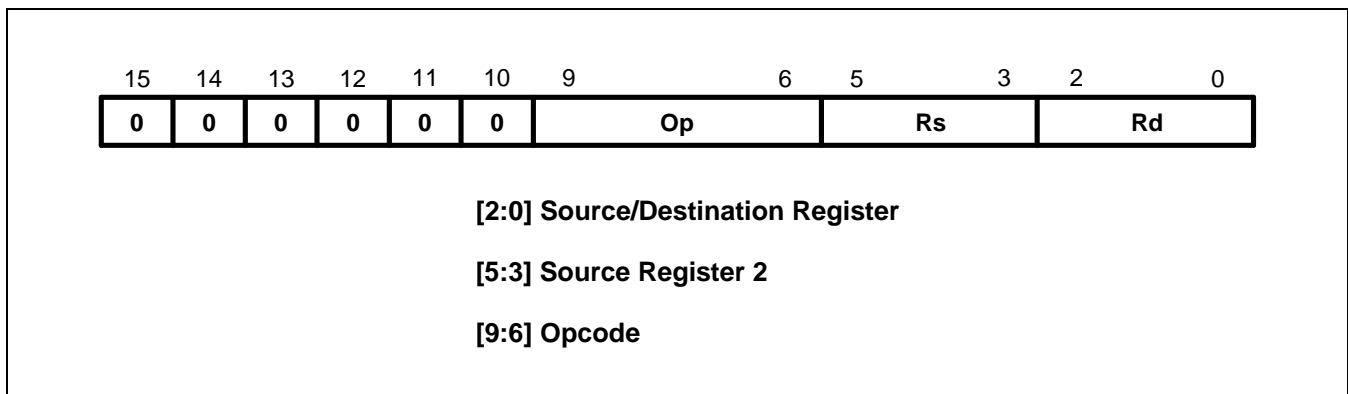 15 14 13 12 11 10 9 6 5 3 2 0
0 0 0 0 0 0 Op Rs Rd
[2:0] Source/Destination Register
[5:3] Source Register 2
[9:6] Opcode